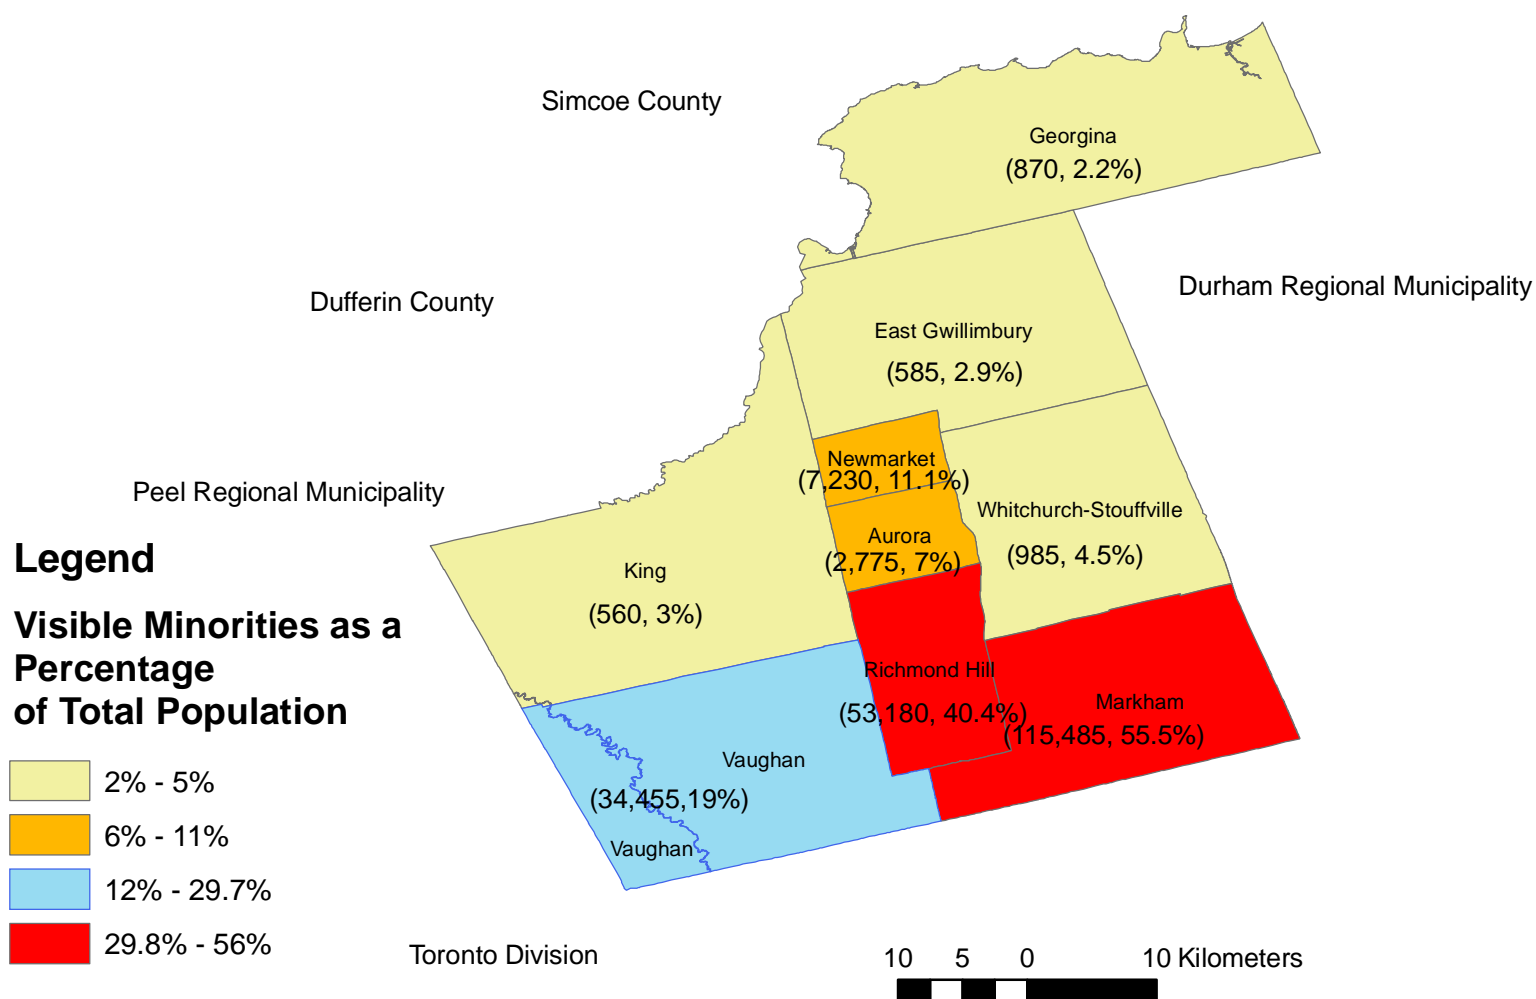 Simcoe County
Georgina
(870, 2.2%)
Durham Regional Municipality
Dufferin County
East Gwillimbury
(585, 2.9%)
Newmarket
(7,230, 11.1%)
Peel Regional Municipality
Whitchurch-Stouffville
(985, 4.5%)
Aurora
(2,775, 7%)
King
(560, 3%)
Richmond Hill
(53,180, 40.4%)
Markham
(115,485, 55.5%)
Vaughan
(34,455,19%)
Vaughan
Legend
Visible Minorities as a
Percentage
of Total Population
2% - 5%
6% - 11%
12% - 29.7%
29.8% - 56%
Toronto Division
10 5 0 10 Kilometers